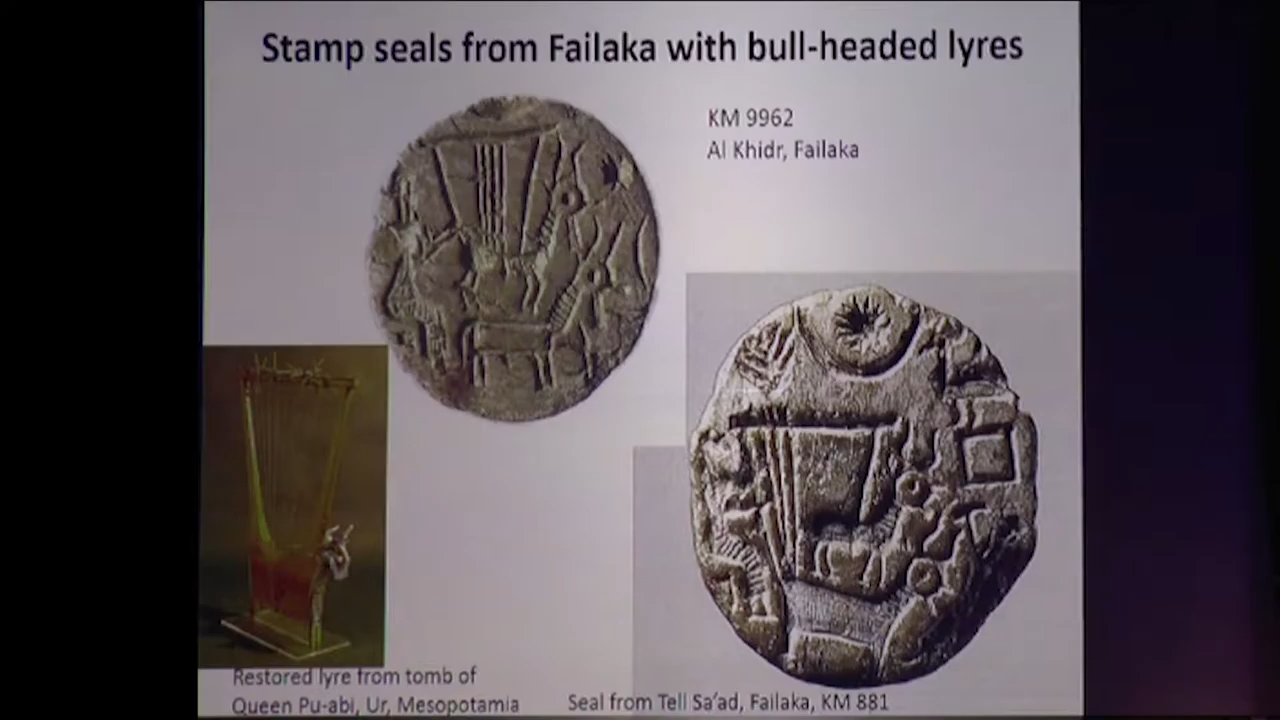 Stamp seals from Failaka with bull-headed lyres
KM 9962
Al Khidr, Failaka
Restored lyre from tomb of
Queen Pu-abi, Ur, Mesopotamia
Seal from Tell Sa'ad, Failaka, KM 881